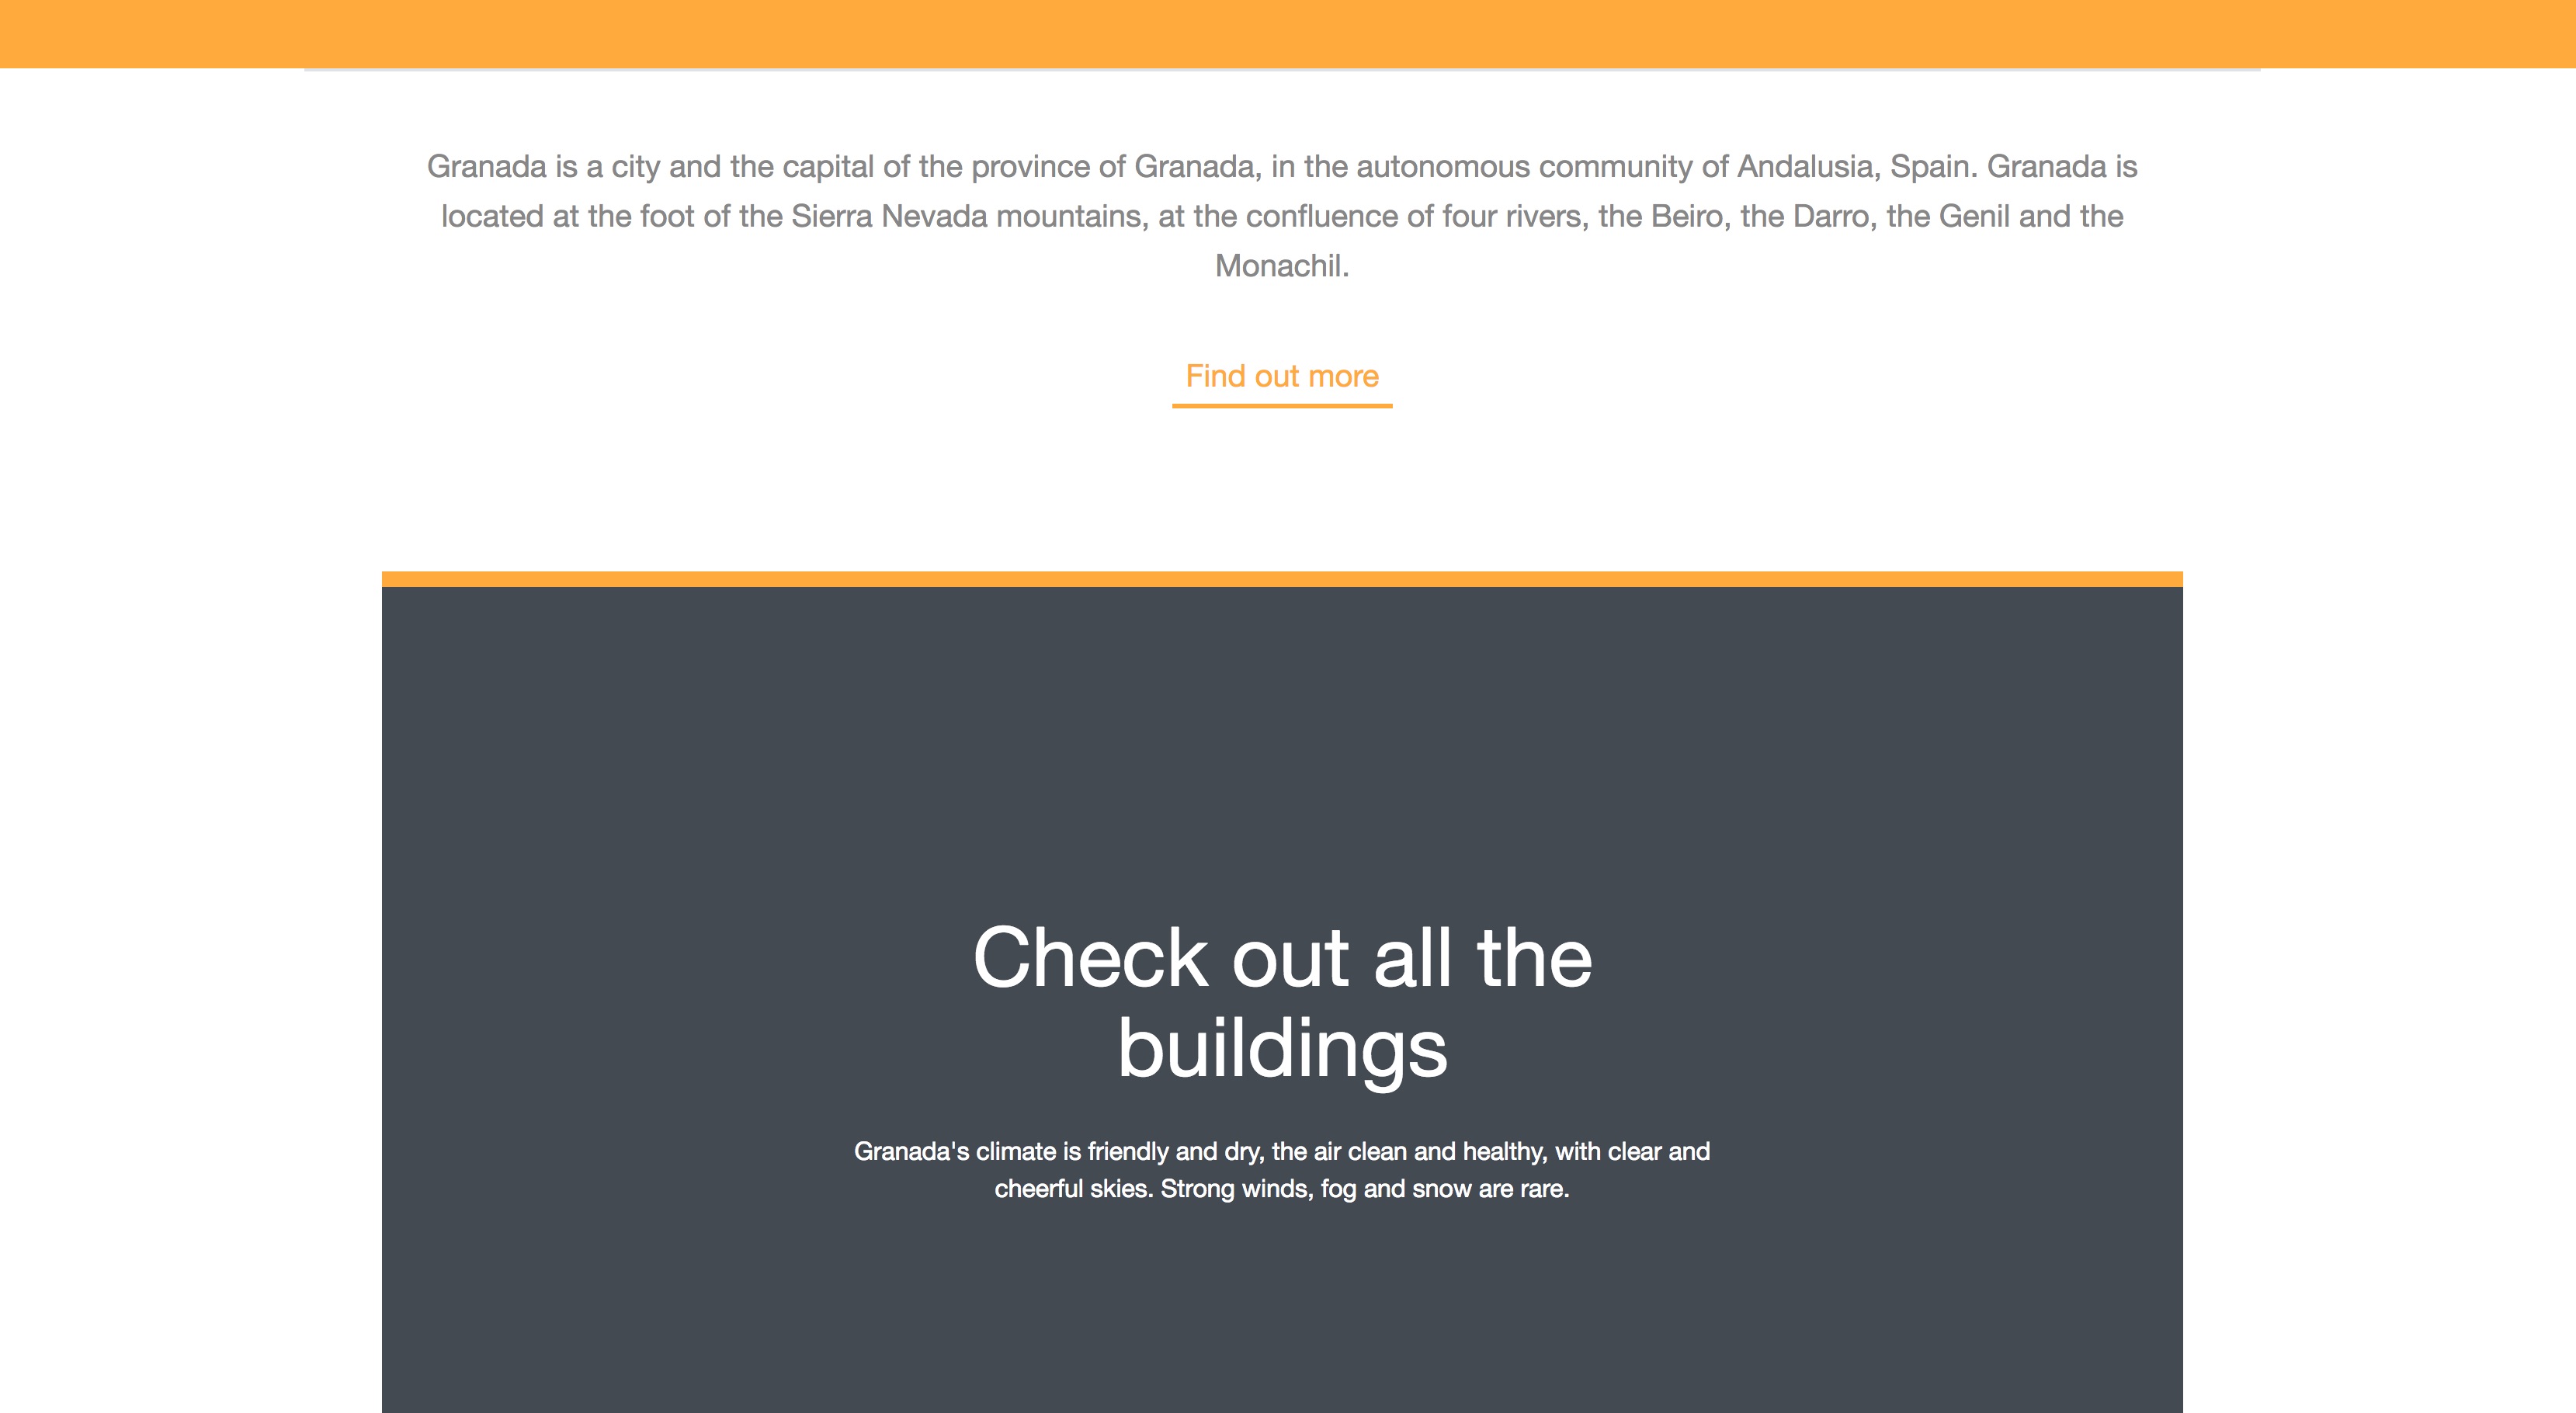 Granada is a city and the capital of the province of Granada, in the autonomous community of Andalusia, Spain. Granada is
located at the foot of the Sierra Nevada mountains, at the confluence of four rivers, the Beiro, the Darro, the Genil and the
Monachil.
Find out more
Check out all the
buildings
Granada's climate is friendly and dry, the air clean and healthy, with clear and
cheerful skies. Strong winds, fog and snow are rare.